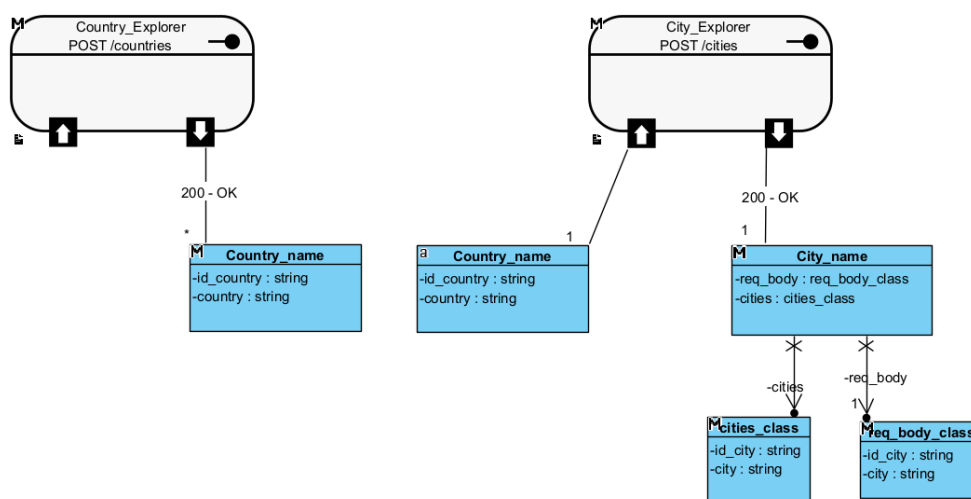 M
Country_Explorer
POST /countries
M
City_Explorer
POST /cities
200 - OK
*
M
Country_name
-id_country : string
-country : string
1
a
Country_name
-id_country : string
-country : string
200 - OK
1
M
City_name
-req_body : req_body_class
-cities : cities_class
-cities
-req_body
1
M
cities_class
-id_city : string
-city : string
M
req_body_class
-id_city : string
-city : string